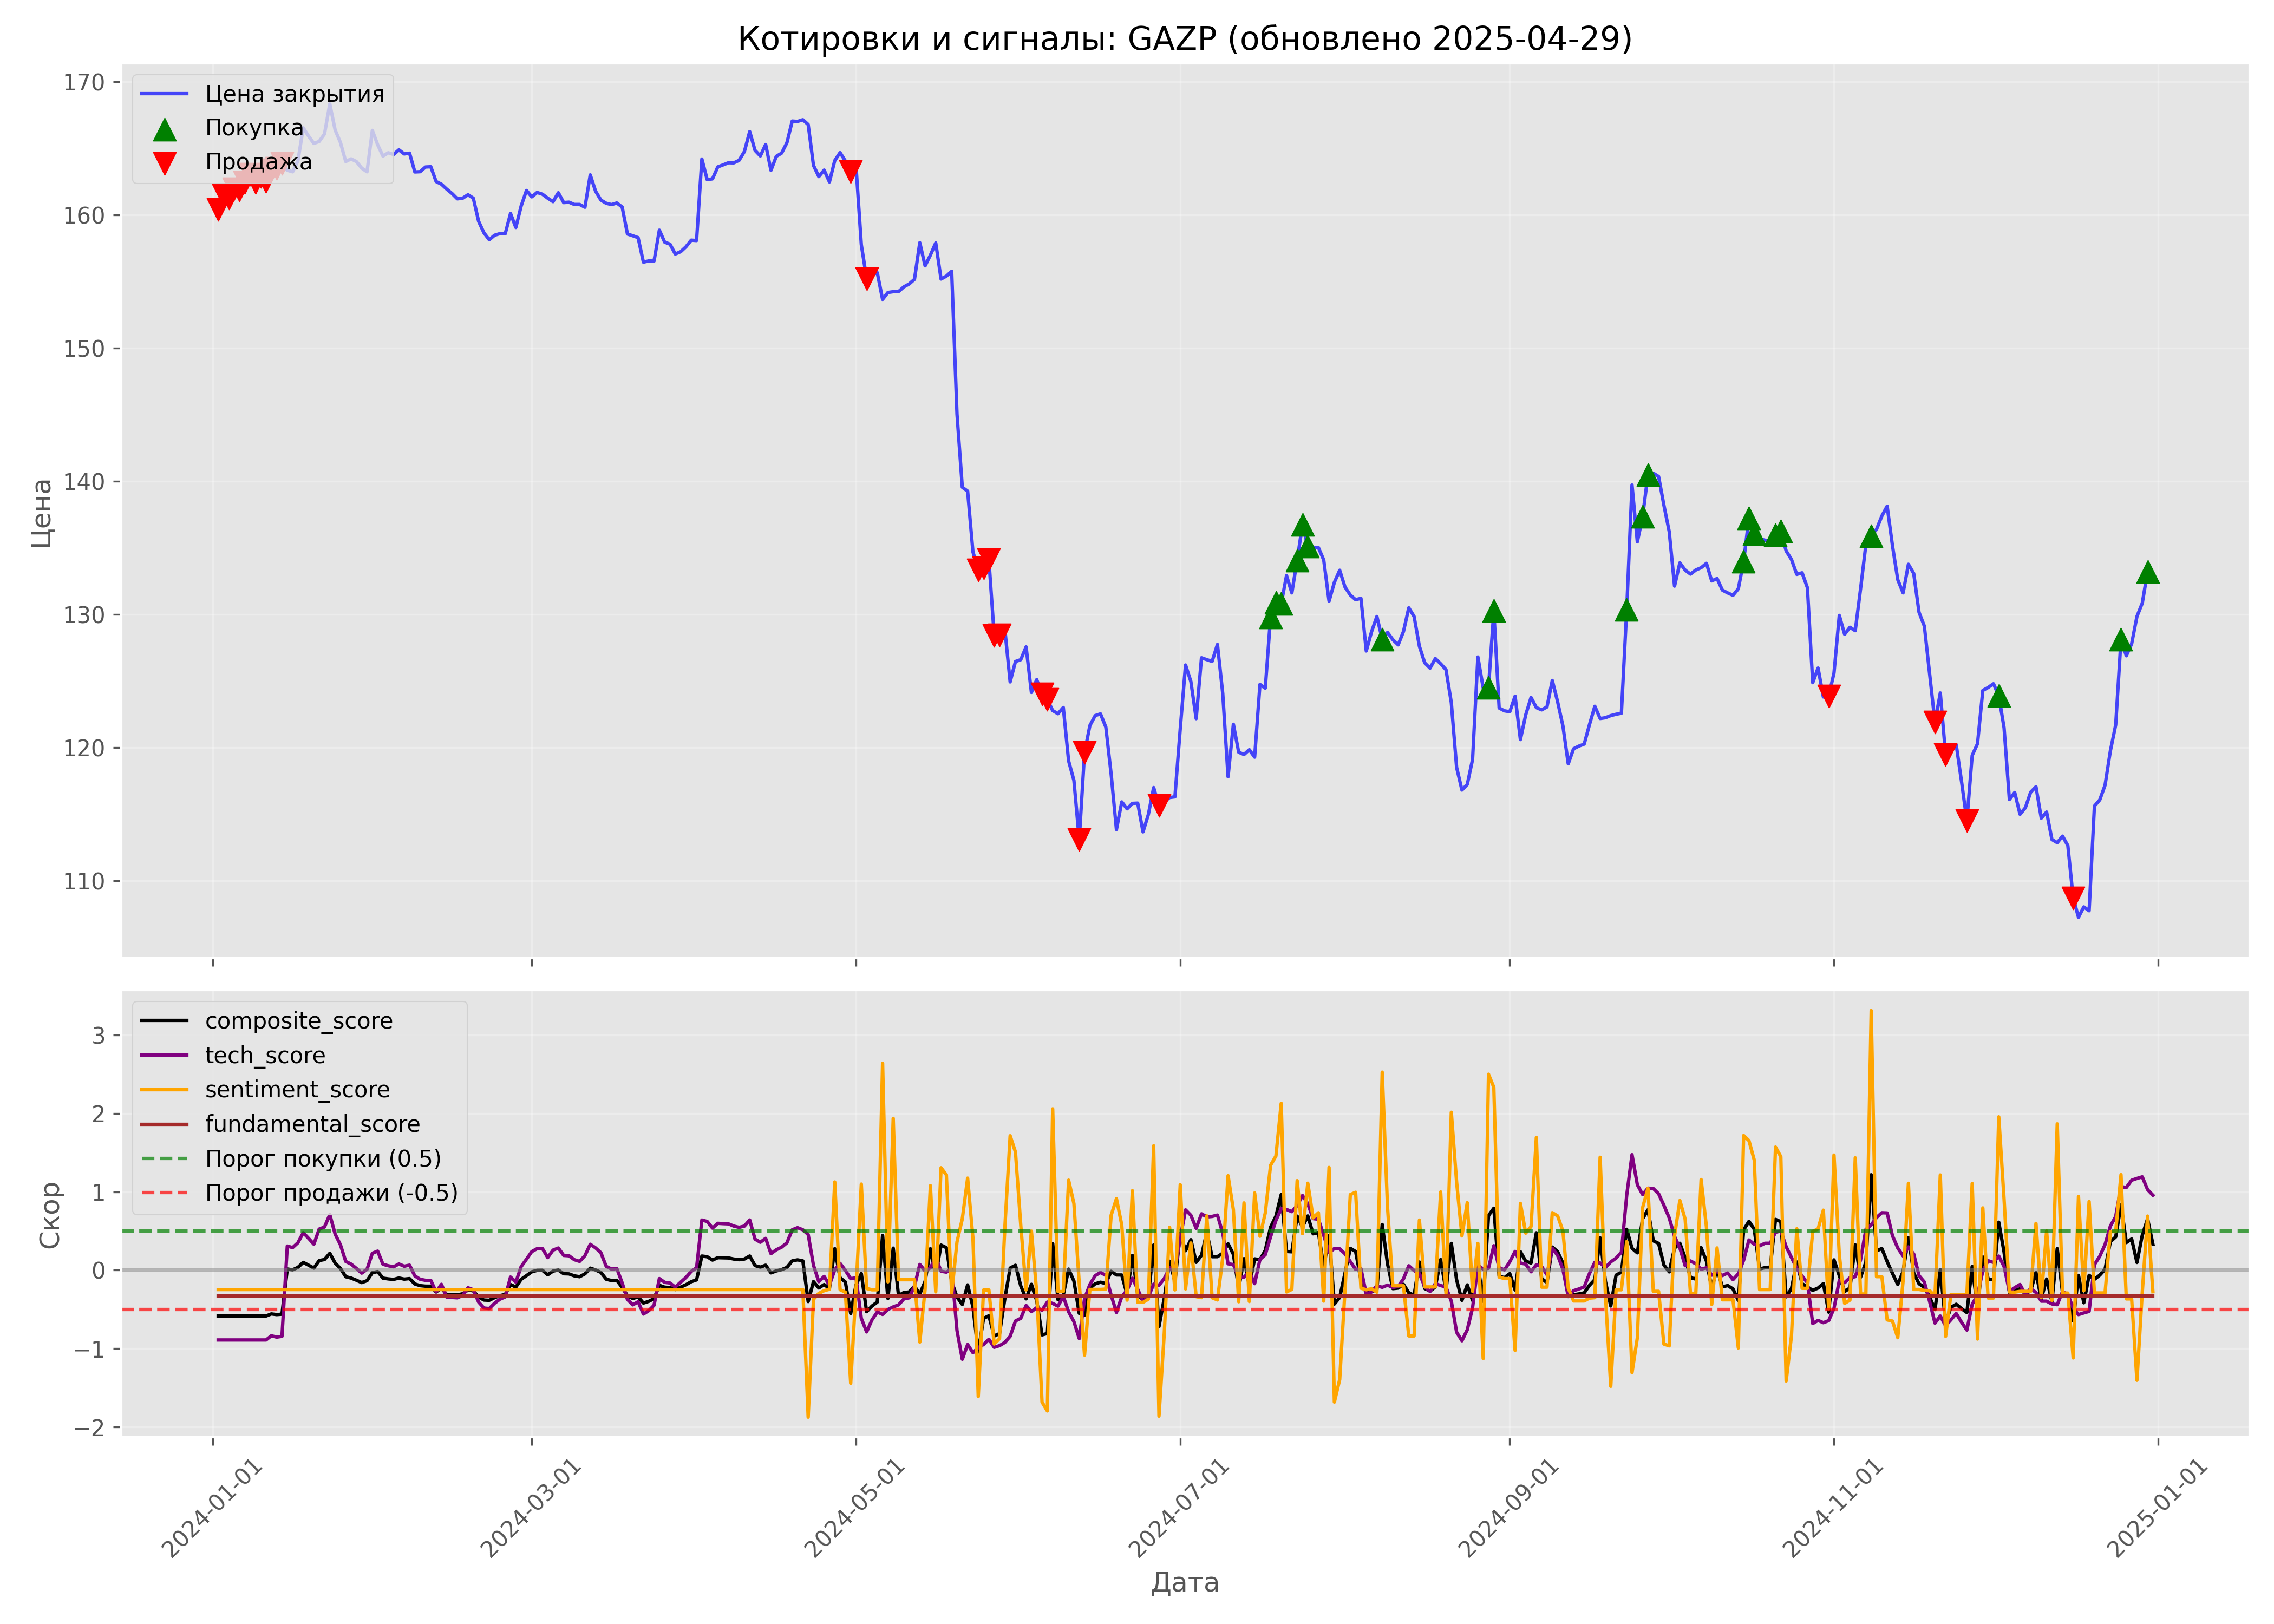 Котировки и сигналы: GAZP (обновлено 2025-04-29)
Цена закрытия
Покупка
Продажа
170
160
150
140
130
120
110
Цена
composite_score
tech_score
sentiment_score
fundamental_score
Порог покупки (0.5)
Порог продажи (-0.5)
3
2
1
0
−1
−2
Скор
2024-01-01
2024-03-01
2024-05-01
2024-07-01
2024-09-01
2024-11-01
2025-01-01
Дата